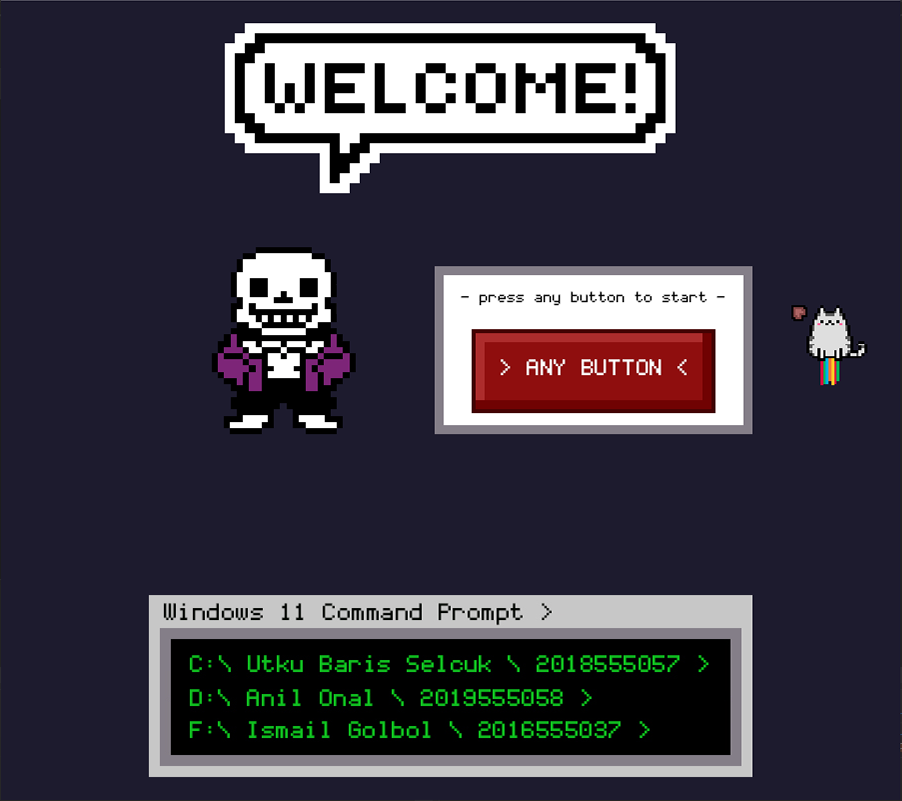 WELCOME!
- press any button to start -
> ANY BUTTON <
Windows 11 Command Prompt >
C:\ Utku Baris Selcuk \ 2018555057 >
D:\ Anil Onal \ 2019555058 >
F:\ Ismail Golbol \ 2016555037 >